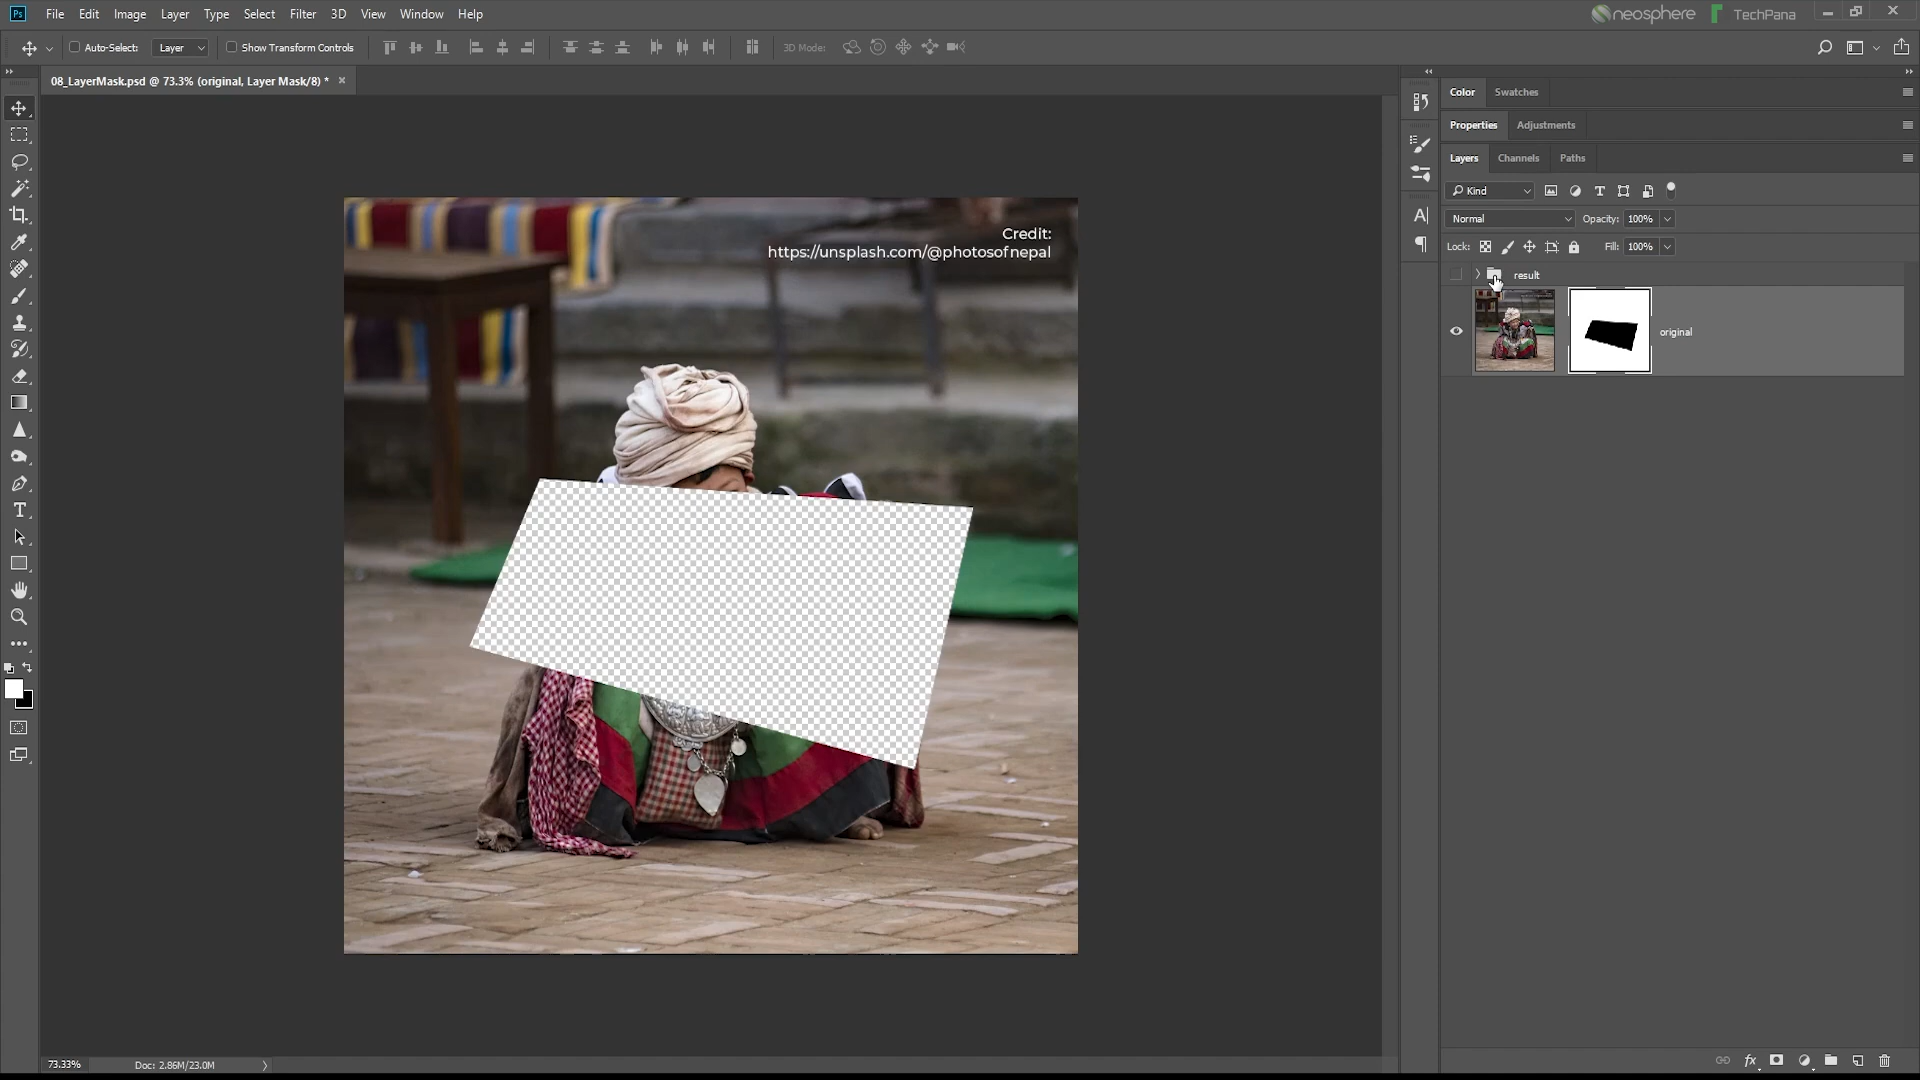 Ps File Edit Image Layer Type Select Filter 3D View Window Help
neosphere TechPana
Auto-Select: Layer Show Transform Controls 3D Mode:
08_LayerMask.psd @ 73.3% (original, Layer Mask/8) *
Color Swatches
Properties Adjustments
Layers Channels Paths
Kind
Normal Opacity: 100%
Lock: Fill: 100%
result
original
Credit:
https://unsplash.com/@photosofnepal
73.33% Doc: 2.86M/23.0M